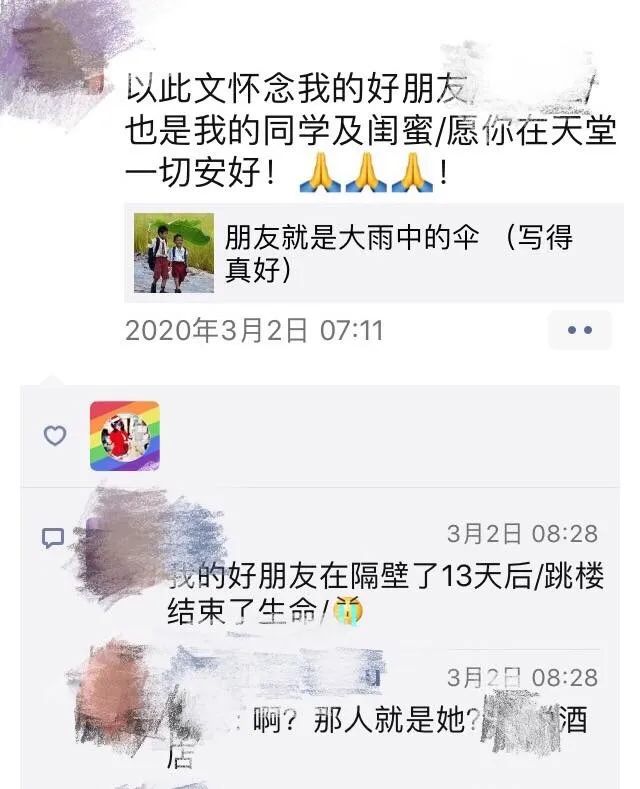 以此文怀念我的好朋友
也是我的同学及闺蜜/愿你在天堂
一切安好！🙏🙏🙏！
朋友就是大雨中的伞 （写得
真好）
2020年3月2日 07:11
3月2日 08:28
我的好朋友在隔壁了13天后/跳楼
结束了生命/😭
3月2日 08:28
：啊？那人就是她？酒
店